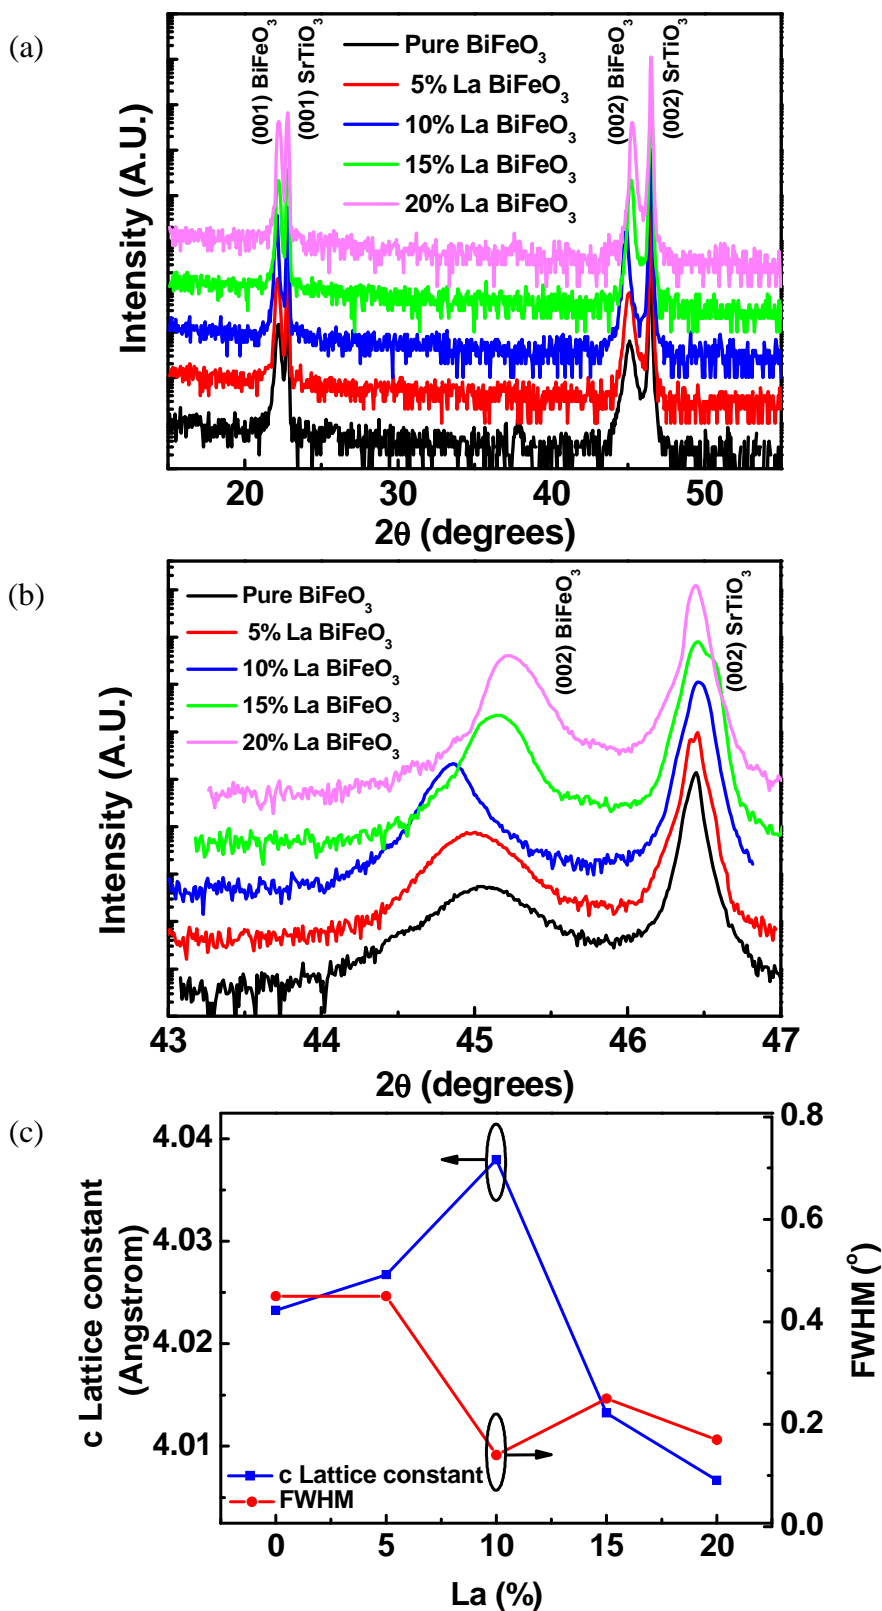 (a)
(001) BiFeO3
(001) SrTiO3
(002) BiFeO3
(002) SrTiO3
Pure BiFeO3
5% La BiFeO3
10% La BiFeO3
15% La BiFeO3
20% La BiFeO3
Intensity (A.U.)
20 30 40 50
2θ (degrees)
(b)
Pure BiFeO3
5% La BiFeO3
10% La BiFeO3
15% La BiFeO3
20% La BiFeO3
(002) BiFeO3
(002) SrTiO3
Intensity (A.U.)
43 44 45 46 47
2θ (degrees)
(c)
c Lattice constant
(Angstrom)
4.04
4.03
4.02
4.01
0.8
0.6
0.4
0.2
0.0
FWHM (°)
c Lattice constant
FWHM
0 5 10 15 20
La (%)